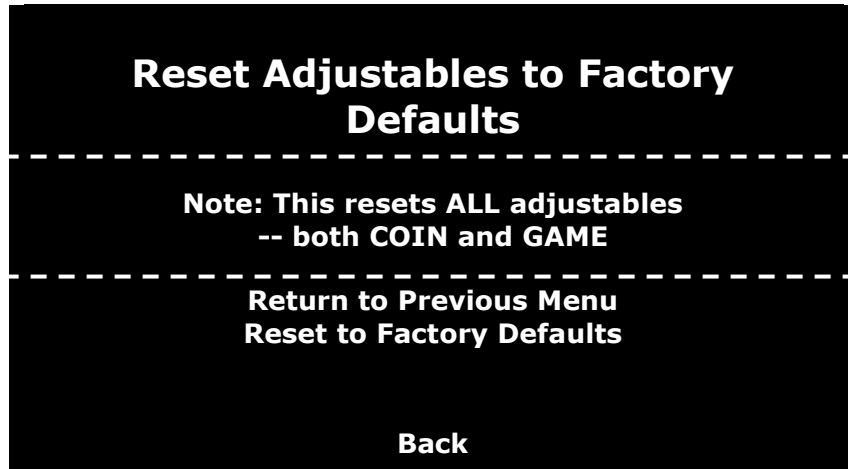 Reset Adjustables to Factory
Defaults
Note: This resets ALL adjustables
-- both COIN and GAME
Return to Previous Menu
Reset to Factory Defaults
Back